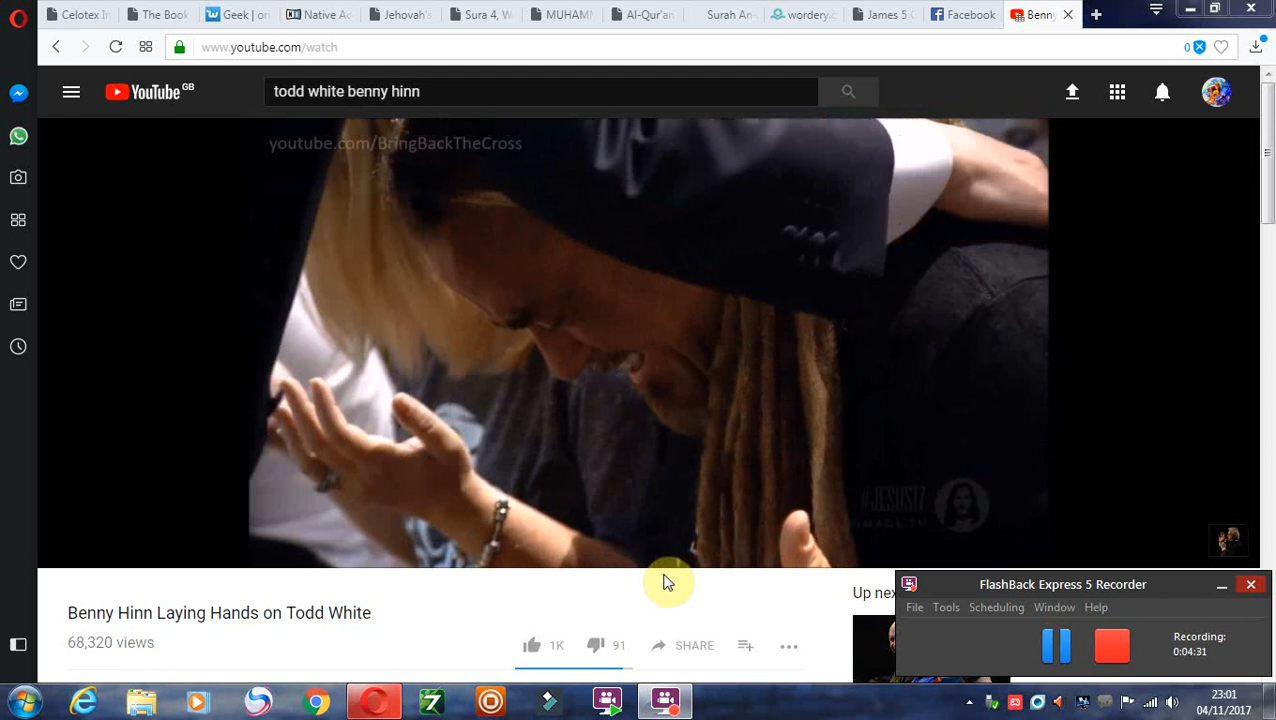 Celotex I
The Book
Geek | on
Native A
Jehovah's
Sura 4, W
MUHAM
Al-Qur'an
Surah A
wordery.
James 5
Facebook
Benny
www.youtube.com/watch
0
YouTube GB
todd white benny hinn
youtube.com/BringBackTheCross
#JESUS17
Benny Hinn Laying Hands on Todd White
68,320 views
1K
91
SHARE
Up nex
FlashBack Express 5 Recorder
File Tools Scheduling Window Help
Recording:
0:04:31
23:01
04/11/2017